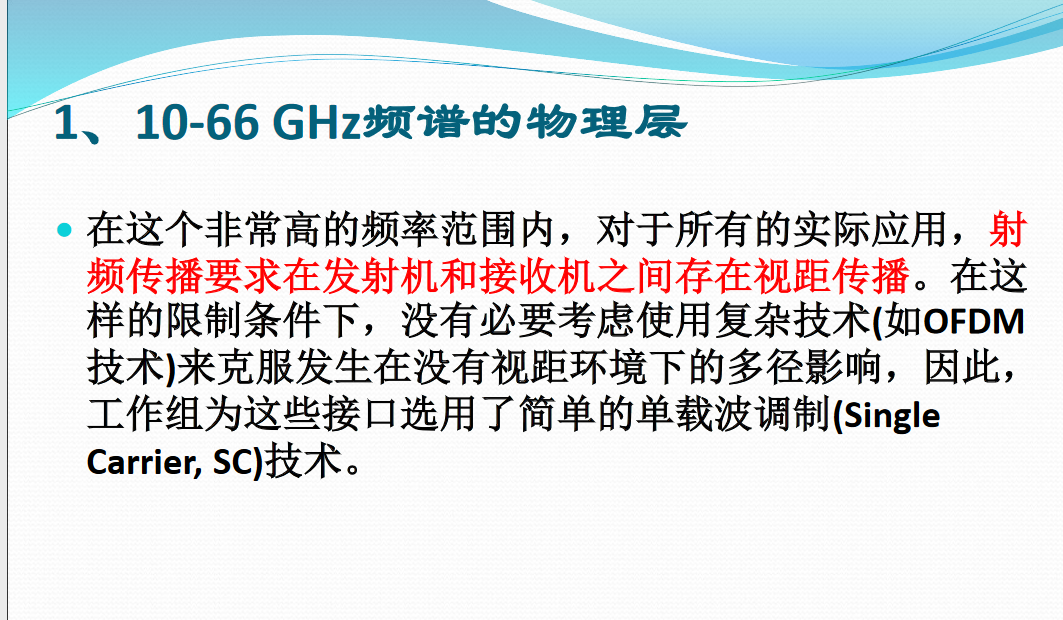 1、10-66 GHz频谱的物理层
• 在这个非常高的频率范围内，对于所有的实际应用，射
频传播要求在发射机和接收机之间存在视距传播。在这
样的限制条件下，没有必要考虑使用复杂技术(如OFDM
技术)来克服发生在没有视距环境下的多径影响，因此，
工作组为这些接口选用了简单的单载波调制(Single
Carrier, SC)技术。